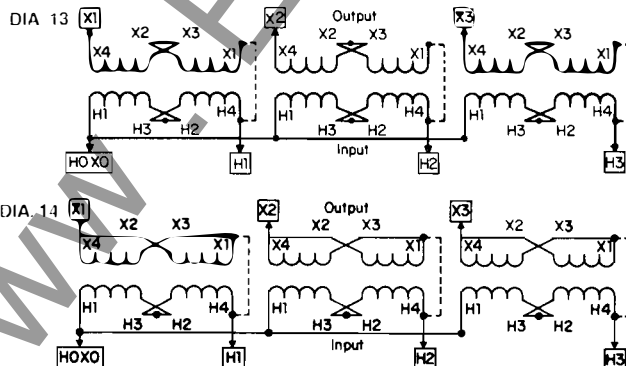 DIA 13 X1 X2 Output X3
X2 X3 X2 X3 X2 X3
X4 X1 X4 X1 X4 X1
H1 H4 H1 H4 H1 H4
H3 H2 H3 H2 H3 H2
H0X0 H1 Input H2 H3
DIA. 14 X1 X2 Output X3
X2 X3 X2 X3 X2 X3
X4 X1 X4 X1 X4 X1
H1 H4 H1 H4 H1 H4
H3 H2 H3 H2 H3 H2
H0X0 H1 Input H2 H3